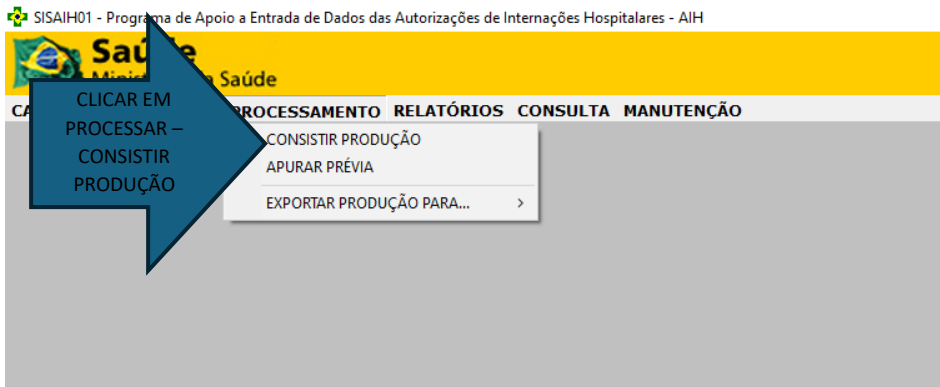 SISAIH01 - Programa de Apoio a Entrada de Dados das Autorizações de Internações Hospitalares - AIH
Saúde
Saúde
PROCESSAMENTO RELATÓRIOS CONSULTA MANUTENÇÃO
CLICAR EM
PROCESSAR –
CONSISTIR
PRODUÇÃO
CONSISTIR PRODUÇÃO
APURAR PRÉVIA
EXPORTAR PRODUÇÃO PARA... >